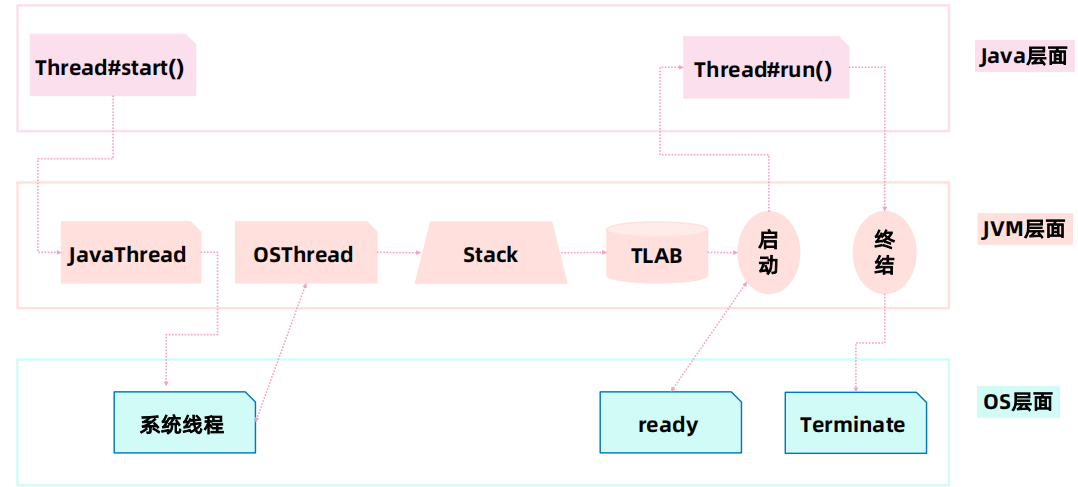 Thread#start()
Thread#run()
Java层面
JavaThread
OSThread
Stack
TLAB
启
动
终
结
JVM层面
系统线程
ready
Terminate
OS层面